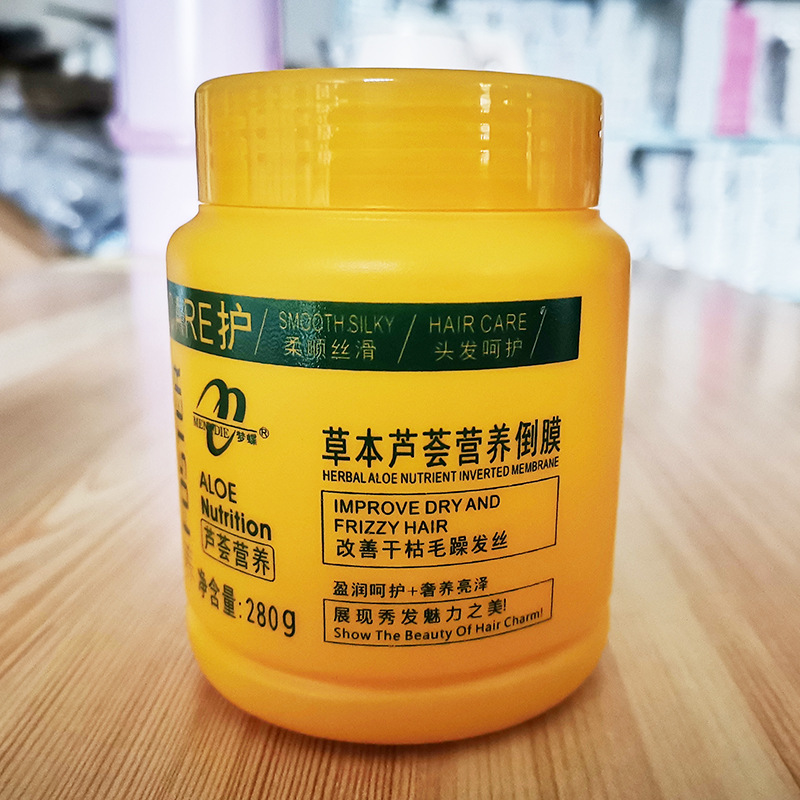 ARE护 / SMOOTH.SILKY / HAIR CARE /
柔顺丝滑 头发呵护
MENGDIE 梦蝶®
ALOE
Nutrition
芦荟营养
净含量:280g
草本芦荟营养倒膜
HERBAL ALOE NUTRIENT INVERTED MEMBRANE
IMPROVE DRY AND
FRIZZY HAIR
改善干枯毛躁发丝
盈润呵护+奢养亮泽
展现秀发魅力之美!
Show The Beauty Of Hair Charm!